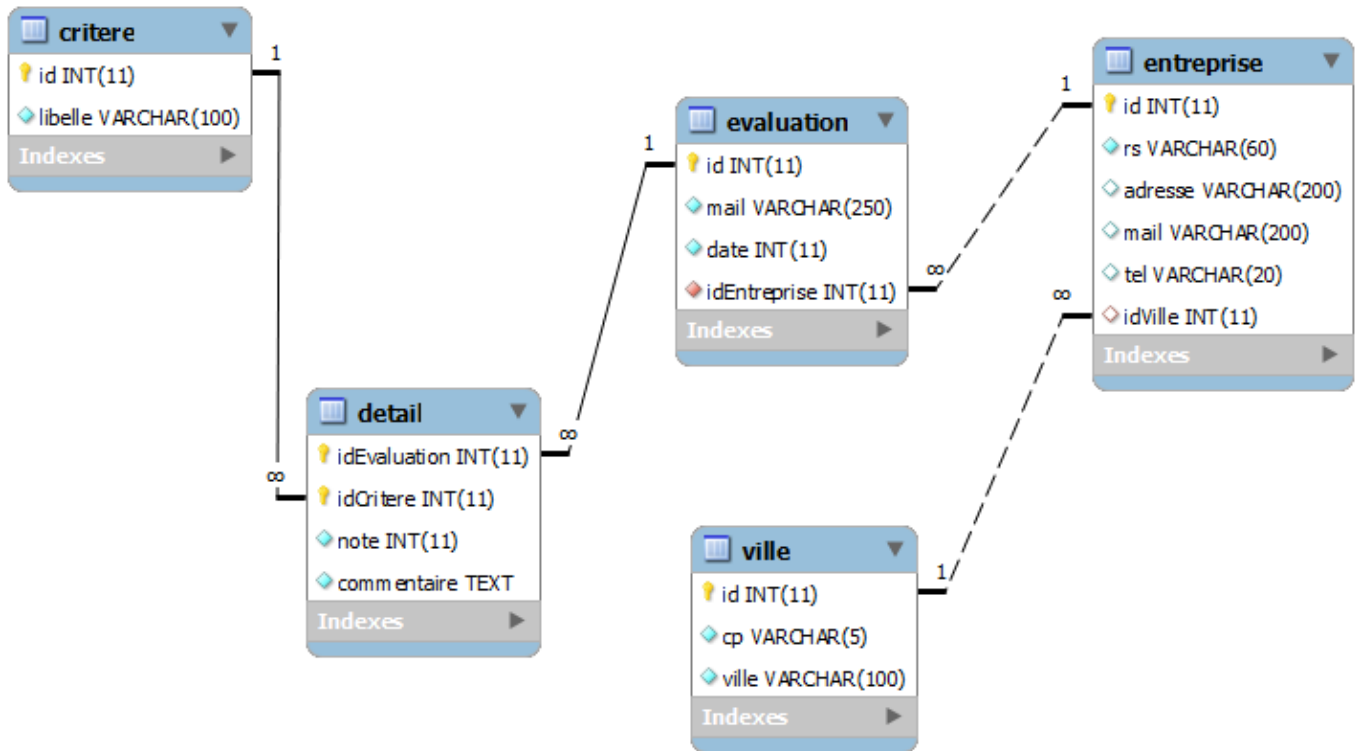 critere
id INT(11)
libelle VARCHAR(100)
Indexes
1
∞
detail
idEvaluation INT(11)
idCritere INT(11)
note INT(11)
commentaire TEXT
Indexes
∞
1
evaluation
id INT(11)
mail VARCHAR(250)
date INT(11)
idEntreprise INT(11)
Indexes
∞
1
entreprise
id INT(11)
rs VARCHAR(60)
adresse VARCHAR(200)
mail VARCHAR(200)
tel VARCHAR(20)
idVille INT(11)
Indexes
∞
1
ville
id INT(11)
cp VARCHAR(5)
ville VARCHAR(100)
Indexes